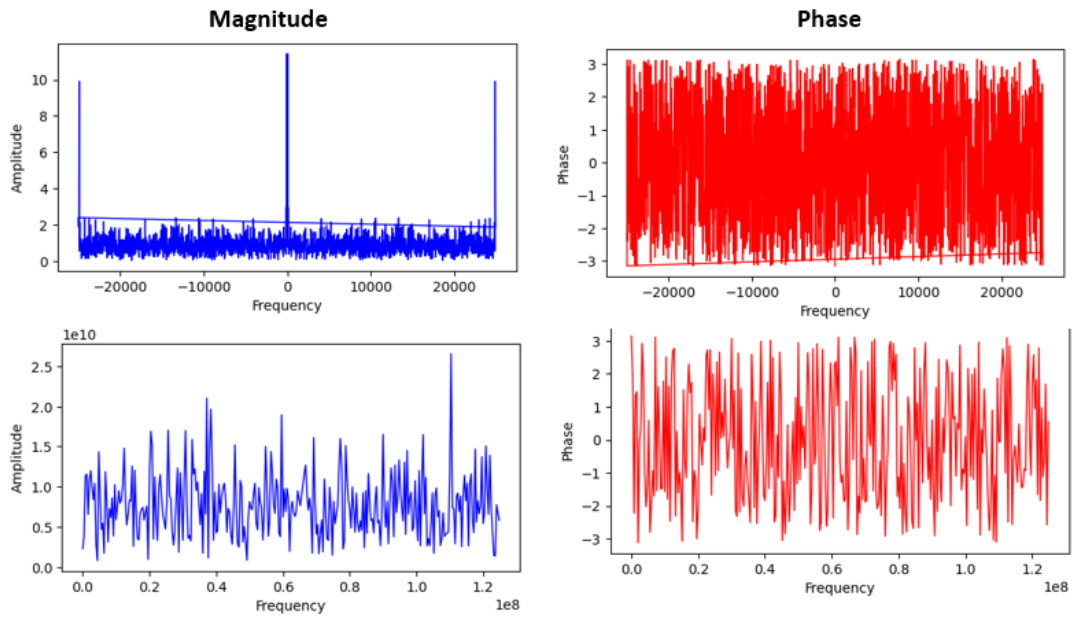 Magnitude
Phase
10
8
6
4
2
0
Amplitude
−20000 −10000 0 10000 20000
Frequency
3
2
1
0
−1
−2
−3
Phase
−20000 −10000 0 10000 20000
Frequency
1e10
2.5
2.0
1.5
1.0
0.5
0.0
Amplitude
0.0 0.2 0.4 0.6 0.8 1.0 1.2
1e8
Frequency
3
2
1
0
−1
−2
−3
Phase
0.0 0.2 0.4 0.6 0.8 1.0 1.2
1e8
Frequency